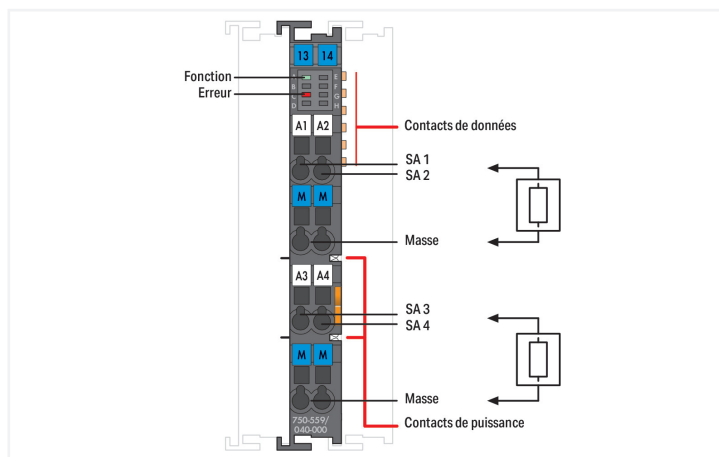 13 14
Fonction
A E
B F
Erreur
C G
D H
A1 A2
Contacts de données
SA 1
SA 2
M M
Masse
A3 A4
SA 3
SA 4
M M
Masse
750-559/
040-000
Contacts de puissance